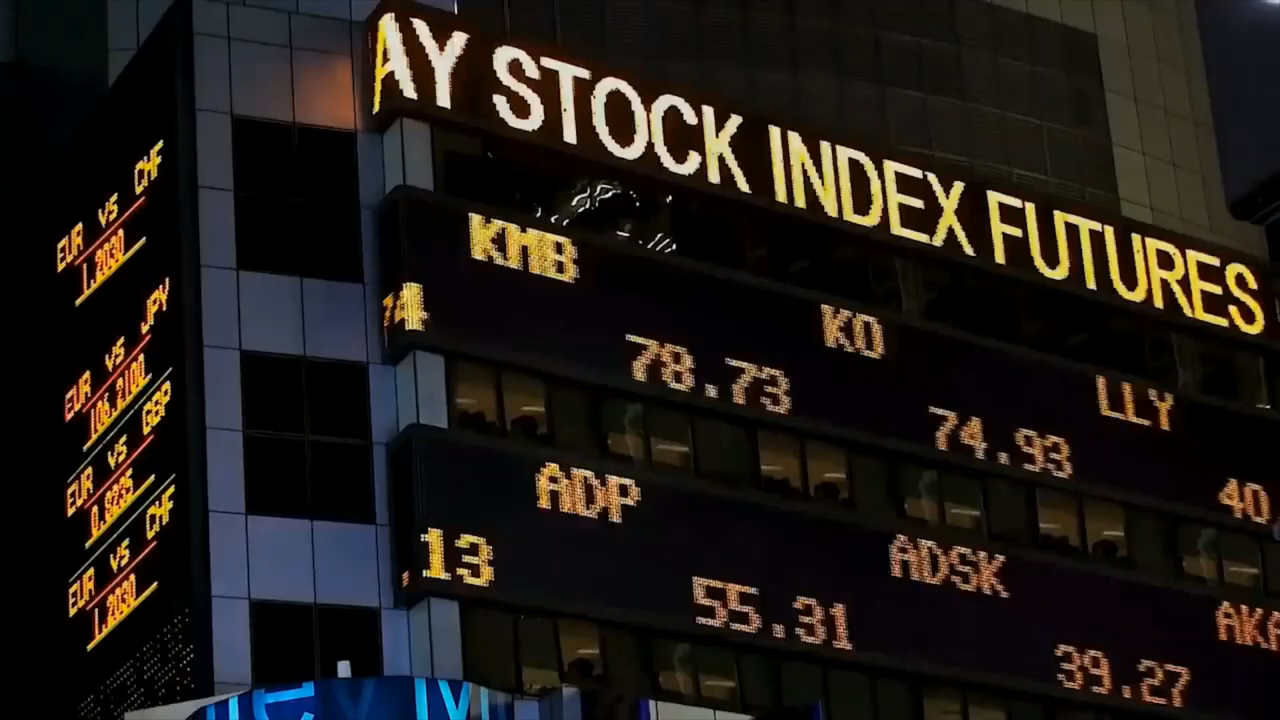 AY STOCK INDEX FUTURES
KMB
78.73
KO
74.93
LLY
40
ADP
13
55.31
ADSK
39.27
AKA
EUR vs CHF
1.2030
EUR vs JPY
106.2100
EUR vs GBP
0.8235
EUR vs CHF
1.2030